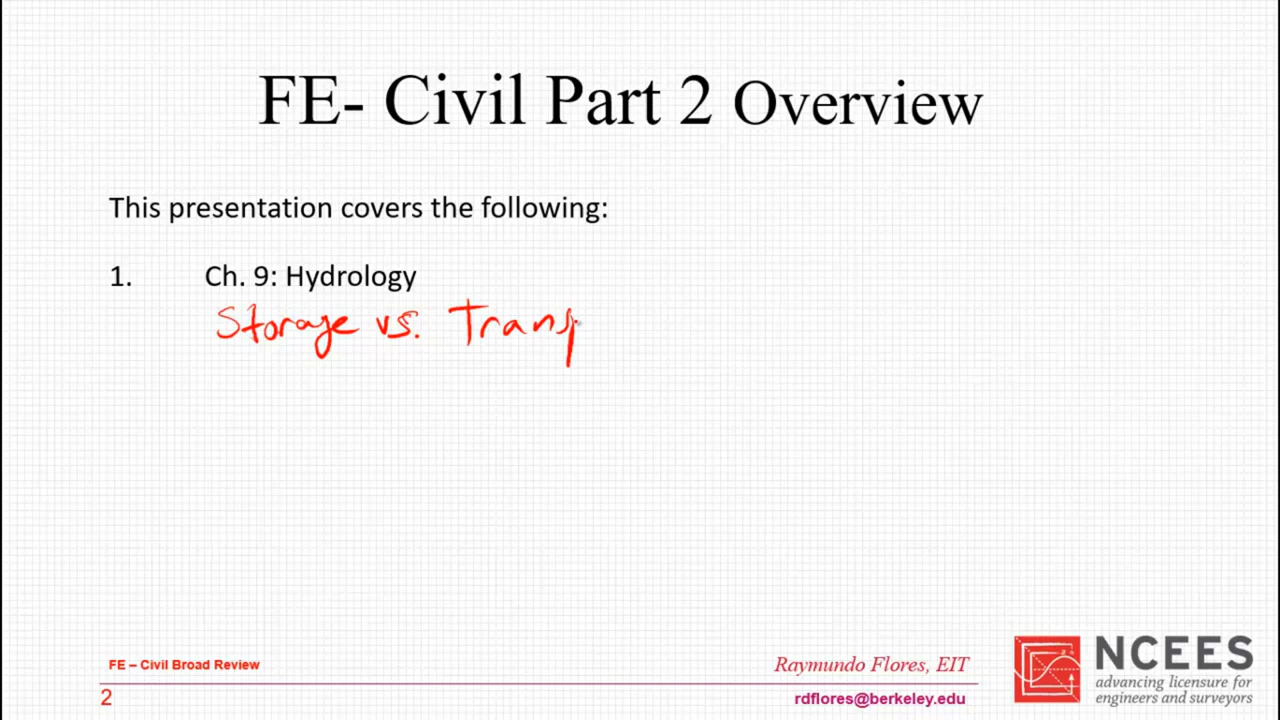 FE- Civil Part 2 Overview
This presentation covers the following:
1. Ch. 9: Hydrology
Storage vs. Transp
FE – Civil Broad Review
2
Raymundo Flores, EIT
rdflores@berkeley.edu
NCEES
advancing licensure for
engineers and surveyors